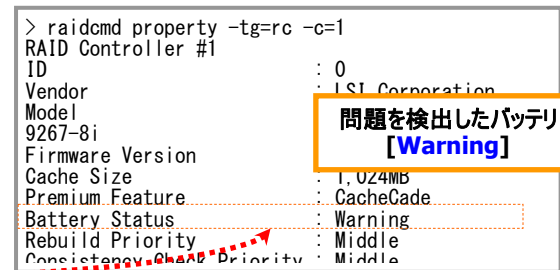 > raidcmd property -tg=rc -c=1
RAID Controller #1
ID : 0
Vendor : LSI Corporation
Model
9267-8i
Firmware Version
Cache Size : 1,024MB
Premium Feature : CacheCade
Battery Status : Warning
Rebuild Priority : Middle
Consistency Check Priority : Middle
問題を検出したバッテリ
[Warning]